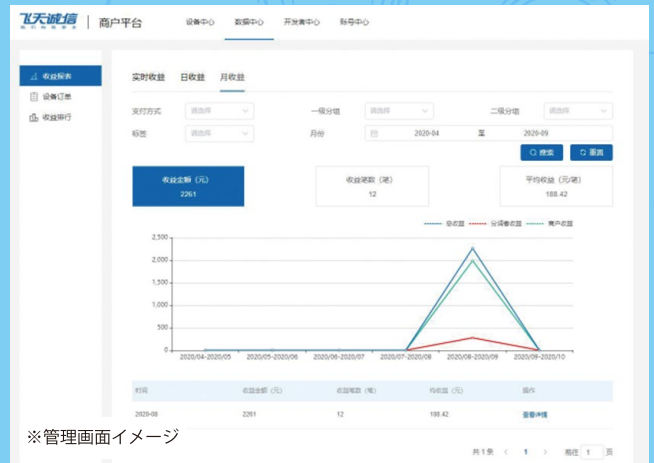 飞天诚信 商户平台 设备中心 数据中心 开发者中心 账号中心
收益报表
设备订单
收益排行
实时收益 日收益 月收益
支付方式 请选择 一级分组 请选择 二级分组 请选择
标签 请选择 月份 2020-04 至 2020-09
搜索 重置
收益金额（元） 收益笔数（笔） 平均收益（元/笔）
2261 12 188.42
总收益 分润者收益 商户收益
2,500
2,000
1,500
1,000
500
0
2020/04-2020/05 2020/05-2020/06 2020/06-2020/07 2020/07-2020/08 2020/08-2020/09 2020/09-2020/10
时间 收益金额（元） 收益笔数（笔） 均收益（元） 操作
2020-08 2261 12 188.42 查看详情
※管理画面イメージ
共1条 < 1 > 前往 1 页